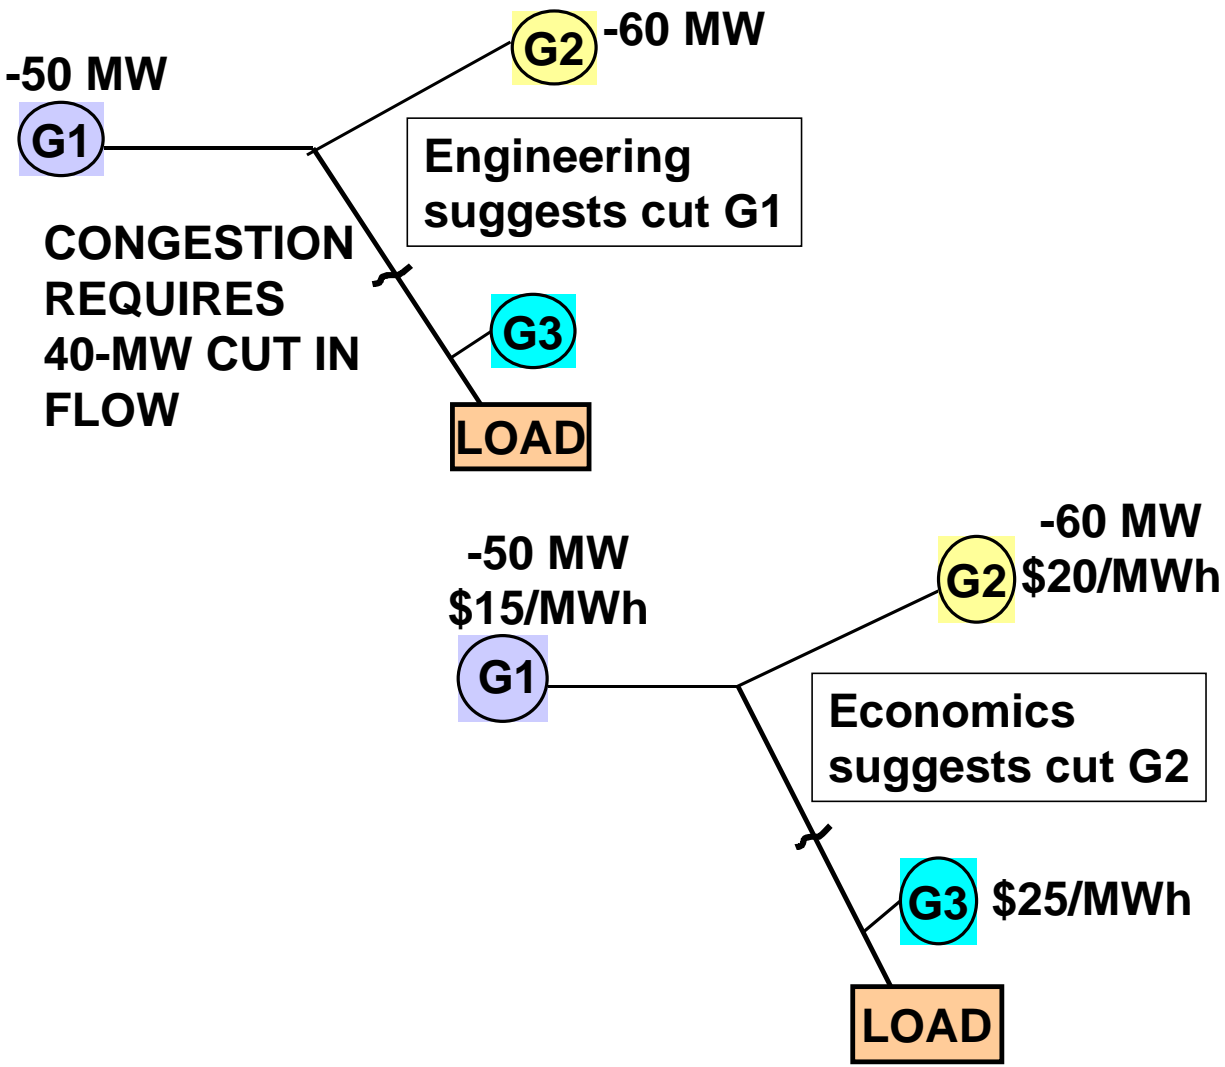 -50 MW
G1
G2
-60 MW
Engineering
suggests cut G1
CONGESTION
REQUIRES
40-MW CUT IN
FLOW
G3
LOAD
-50 MW
$15/MWh
G1
-60 MW
G2
$20/MWh
Economics
suggests cut G2
G3
$25/MWh
LOAD